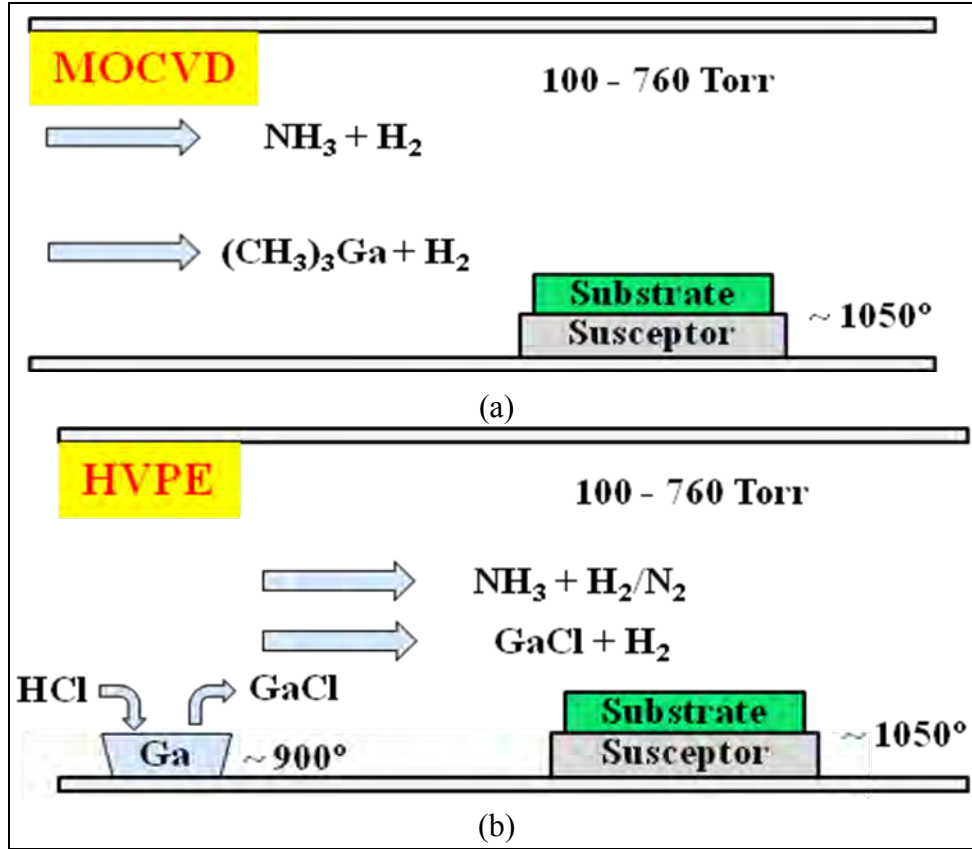 MOCVD
100 - 760 Torr
NH₃ + H₂
(CH₃)₃Ga + H₂
Substrate
Susceptor
~ 1050°
(a)
HVPE
100 - 760 Torr
NH₃ + H₂/N₂
GaCl + H₂
HCl
GaCl
Substrate
Ga
~ 900°
Susceptor
~ 1050°
(b)